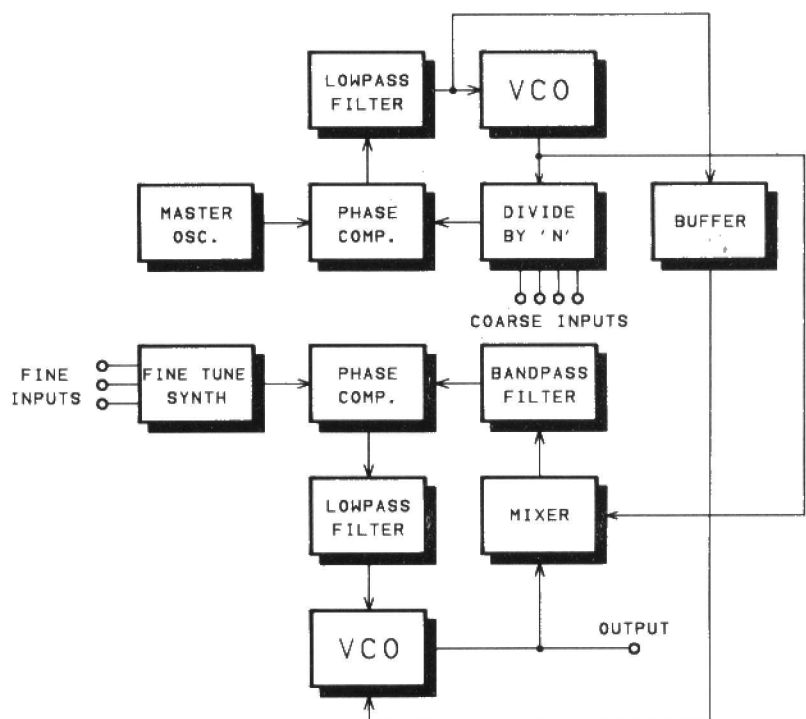 LOWPASS
FILTER
VCO
MASTER
OSC.
PHASE
COMP.
DIVIDE
BY 'N'
BUFFER
COARSE INPUTS
FINE
INPUTS
FINE TUNE
SYNTH
PHASE
COMP.
BANDPASS
FILTER
LOWPASS
FILTER
MIXER
VCO
OUTPUT